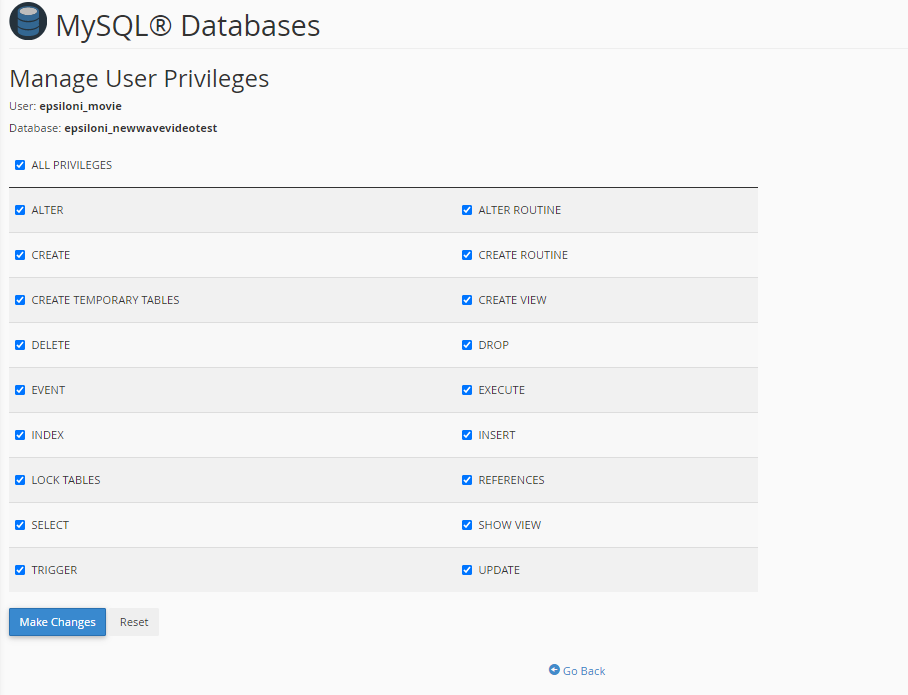 MySQL® Databases
Manage User Privileges
User: epsiloni_movie
Database: epsiloni_newwavevideotest
ALL PRIVILEGES
ALTER
ALTER ROUTINE
CREATE
CREATE ROUTINE
CREATE TEMPORARY TABLES
CREATE VIEW
DELETE
DROP
EVENT
EXECUTE
INDEX
INSERT
LOCK TABLES
REFERENCES
SELECT
SHOW VIEW
TRIGGER
UPDATE
Make Changes
Reset
Go Back